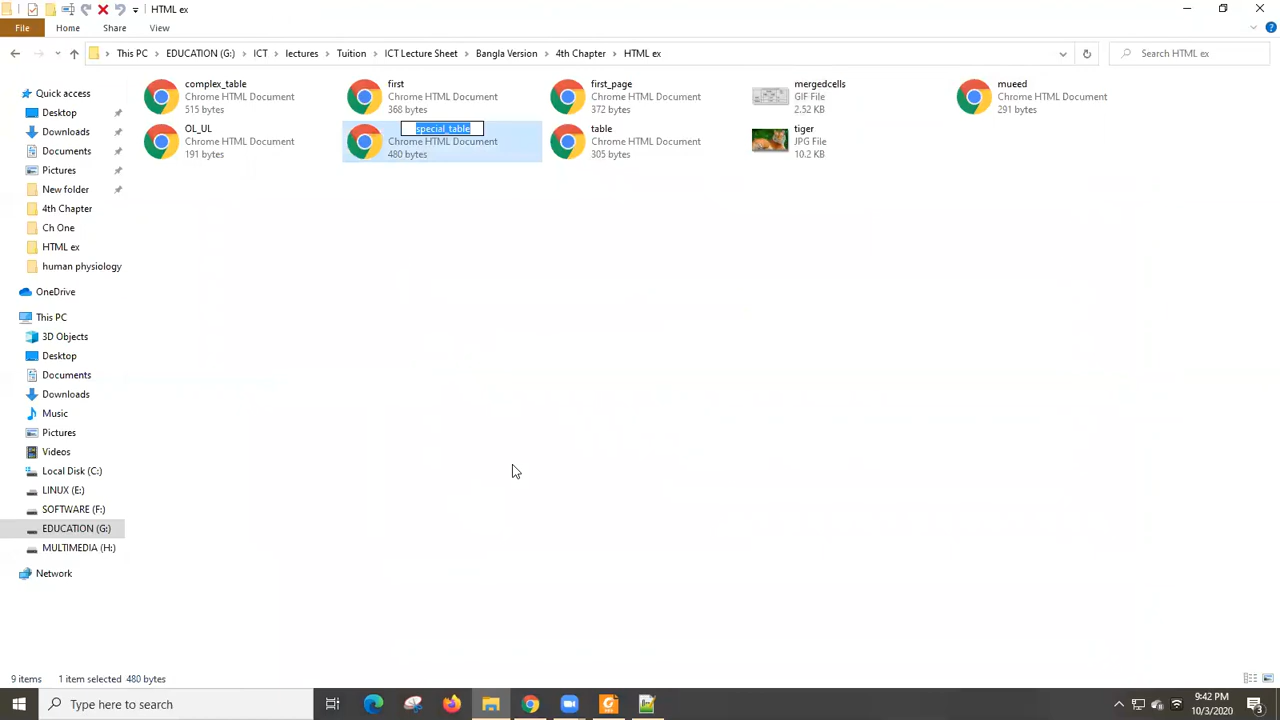 HTML ex
File
Home
Share
View
This PC
EDUCATION (G:)
ICT
lectures
Tuition
ICT Lecture Sheet
Bangla Version
4th Chapter
HTML ex
Search HTML ex
Quick access
Desktop
Downloads
Documents
Pictures
New folder
4th Chapter
Ch One
HTML ex
human physiology
OneDrive
This PC
3D Objects
Desktop
Documents
Downloads
Music
Pictures
Videos
Local Disk (C:)
LINUX (E:)
SOFTWARE (F:)
EDUCATION (G:)
MULTIMEDIA (H:)
Network
complex_table
Chrome HTML Document
515 bytes
first
Chrome HTML Document
368 bytes
first_page
Chrome HTML Document
372 bytes
mergedcells
GIF File
2.52 KB
mueed
Chrome HTML Document
291 bytes
OL_UL
Chrome HTML Document
191 bytes
special_table
Chrome HTML Document
480 bytes
table
Chrome HTML Document
305 bytes
tiger
JPG File
10.2 KB
9 items
1 item selected 480 bytes
Type here to search
9:42 PM
10/3/2020